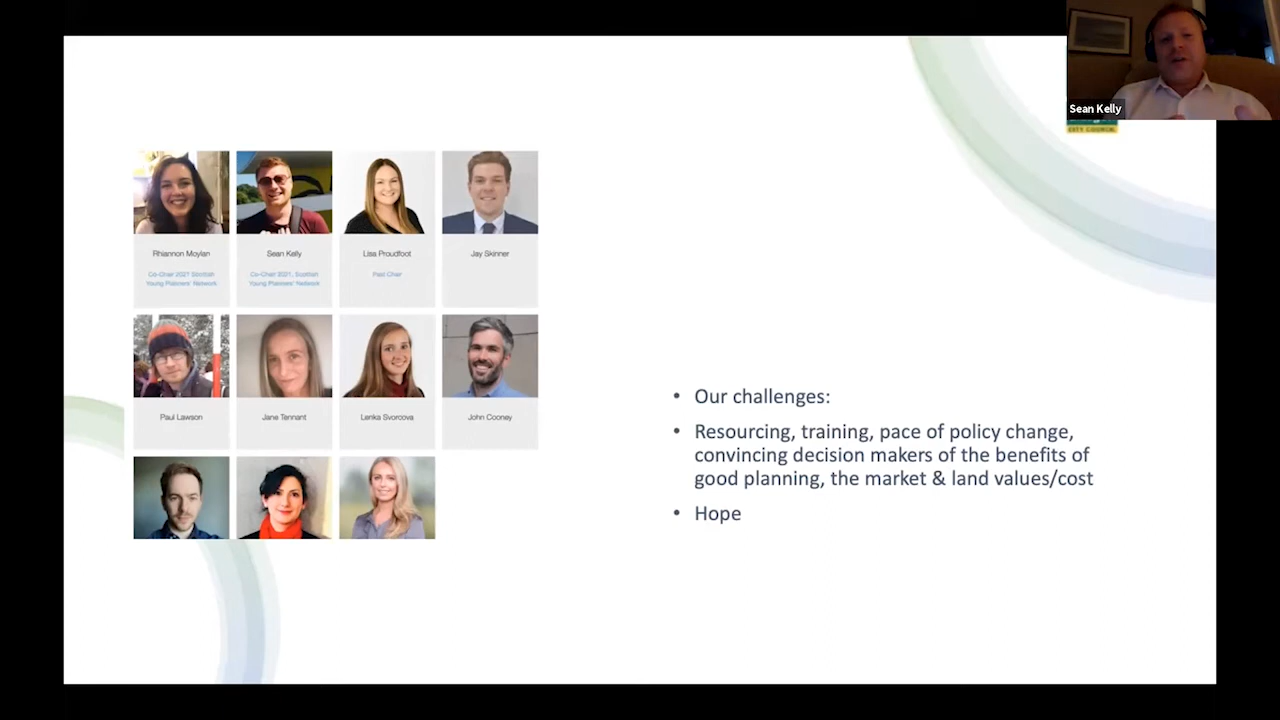 Sean Kelly
CITY COUNCIL
Rhiannon Moylan
Co-Chair 2021 Scottish
Young Planners' Network
Sean Kelly
Co-Chair 2021, Scottish
Young Planners' Network
Lisa Proudfoot
Past Chair
Jay Skinner
Paul Lawson
Jane Tennant
Lenka Svorcova
John Cooney
• Our challenges:
• Resourcing, training, pace of policy change,
convincing decision makers of the benefits of
good planning, the market & land values/cost
• Hope